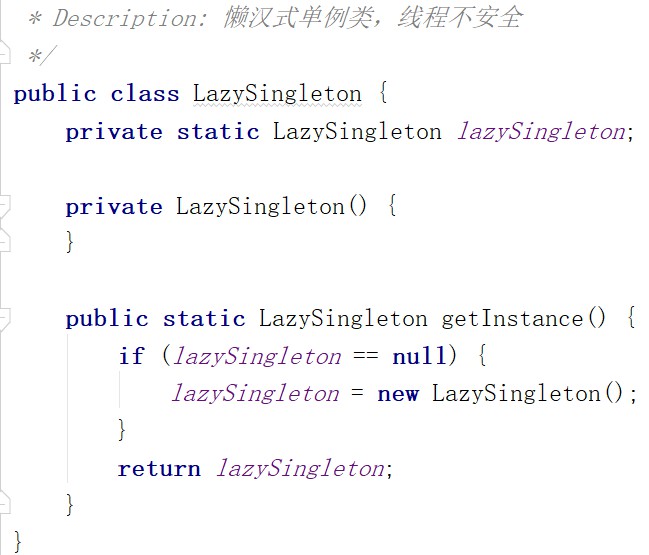 * Description: 懒汉式单例类，线程不安全
*/
public class LazySingleton {
private static LazySingleton lazySingleton;
private LazySingleton() {
}
public static LazySingleton getInstance() {
if (lazySingleton == null) {
lazySingleton = new LazySingleton();
}
return lazySingleton;
}
}